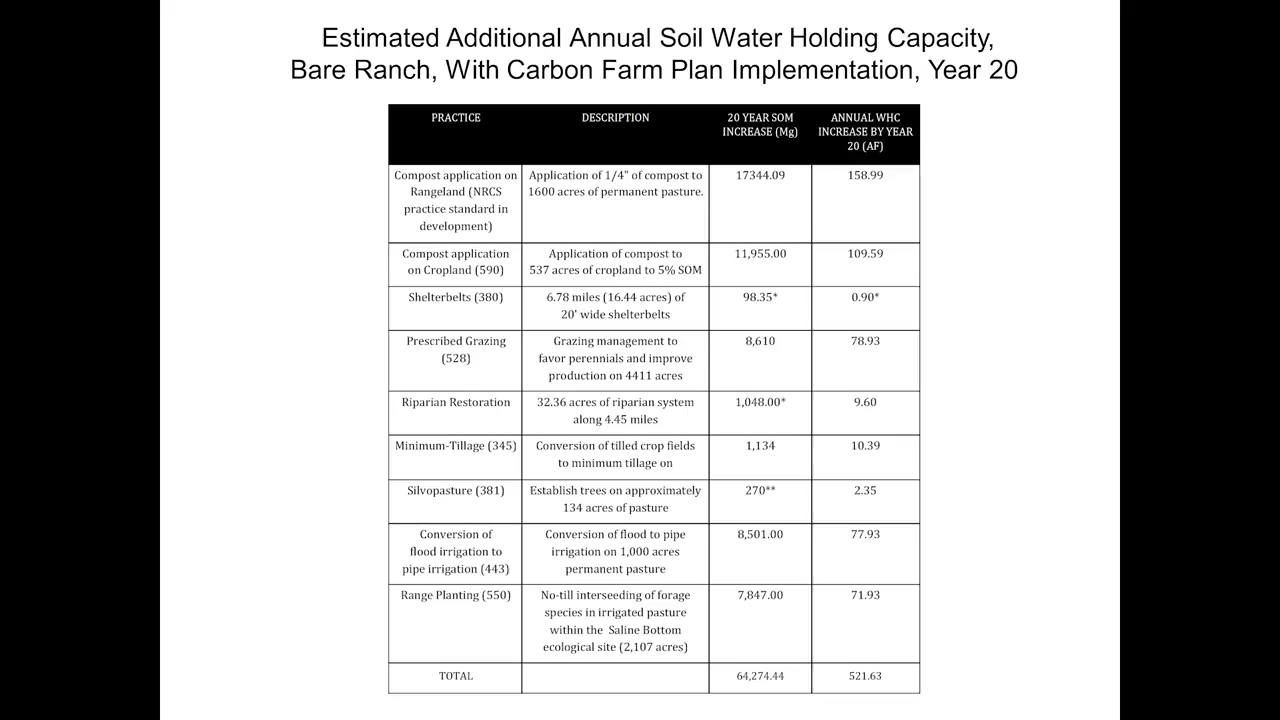 Estimated Additional Annual Soil Water Holding Capacity,
Bare Ranch, With Carbon Farm Plan Implementation, Year 20
PRACTICE DESCRIPTION 20 YEAR SOM INCREASE (Mg) ANNUAL WHC INCREASE BY YEAR 20 (AF)
Compost application on Application of 1/4" of compost to 17344.09 158.99
Rangeland (NRCS 1600 acres of permanent pasture.
practice standard in
development)
Compost application Application of compost to 11,955.00 109.59
on Cropland (590) 537 acres of cropland to 5% SOM
Shelterbelts (380) 6.78 miles (16.44 acres) of 98.35* 0.90*
20' wide shelterbelts
Prescribed Grazing Grazing management to 8,610 78.93
(528) favor perennials and improve
production on 4411 acres
Riparian Restoration 32.36 acres of riparian system 1,048.00* 9.60
along 4.45 miles
Minimum-Tillage (345) Conversion of tilled crop fields 1,134 10.39
to minimum tillage on
Silvopasture (381) Establish trees on approximately 270** 2.35
134 acres of pasture
Conversion of Conversion of flood to pipe 8,501.00 77.93
flood irrigation to irrigation on 1,000 acres
pipe irrigation (443) permanent pasture
Range Planting (550) No-till interseeding of forage 7,847.00 71.93
species in irrigated pasture
within the Saline Bottom
ecological site (2,107 acres)
TOTAL 64,274.44 521.63